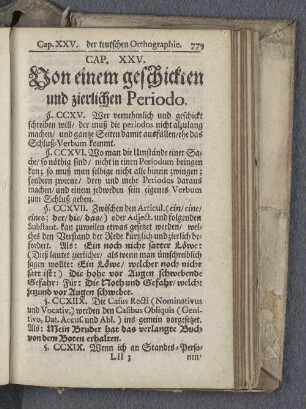 Cap. XXV. der teutschen Orthographie. 779
CAP. XXV.
Von einem geschickten
und zierlichen Periodo.
§. CCXV. Wer vernehmlich und geschickt
schreiben will/ der muß die periodos nicht alzulang
machen/ und gantze Seiten damit anfüllen/ ehe das
Schluß-Verbum kommt.
§. CCXVI. Wo man die Umstände einer Sa-
che/ so nöthig sind/ nicht in einen Periodum bringen
kan; so muß man selbige nicht alle hinein zwingen;
sondern zweene/ drey und mehr Periodos daraus
machen/ und einem jedweden sein eigenes Verbum
zum Schluß geben.
§. CCXVII. Zwischen den Articul. (ein/ eine/
eines; der/ die/ das/) oder Adject. und folgenden
Substant. kan zuweilen etwas gesetzet werden/ wel-
ches den Verstand der Rede kürtzlich und zierlich be-
fördert. Als: Ein noch nicht satter Löwe:
(Dieß lautet zierlicher/ als wenn man umschreiblich
sagen wollte: Ein Löwe/ welcher noch nicht
satt ist:) Die hohe vor Augen schwebende
Gefahr: Für: Die Noth und Gefahr/ welche
jetzund vor Augen schwebet.
§. CCXIIX. Die Casus Recti (Nominativus
und Vocativ.) werden den Casibus Obliquis (Geni-
tivo, Dat. Accus. und Abl.) ins gemein vorgesetzet.
Als: Mein Bruder hat das verlangte Buch
von dem Boten erhalten.
§. CCXIX. Wenn ich an Standes-Perso-
Lll 3 nen/